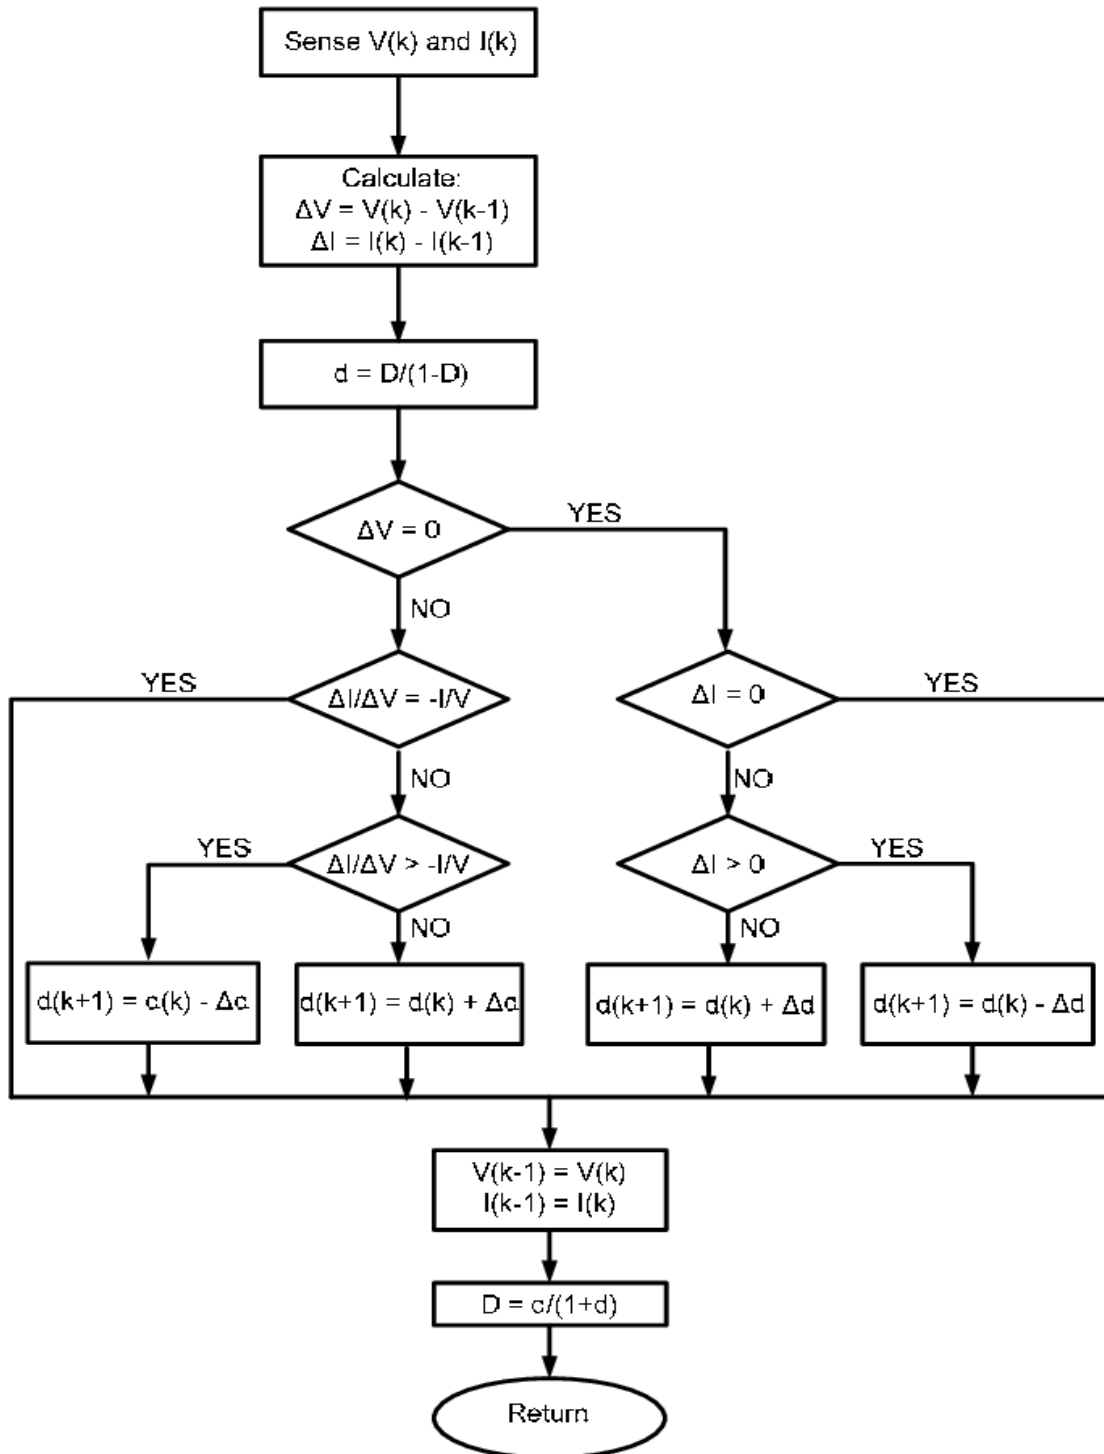 Sense V(k) and I(k)
Calculate:
ΔV = V(k) - V(k-1)
ΔI = I(k) - I(k-1)
d = D/(1-D)
ΔV = 0
YES
NO
YES
ΔI/ΔV = -I/V
ΔI = 0
YES
NO
NO
YES
ΔI/ΔV > -I/V
ΔI > 0
YES
NO
NO
d(k+1) = d(k) - Δd
d(k+1) = d(k) + Δd
d(k+1) = d(k) + Δd
d(k+1) = d(k) - Δd
V(k-1) = V(k)
I(k-1) = I(k)
D = d/(1+d)
Return